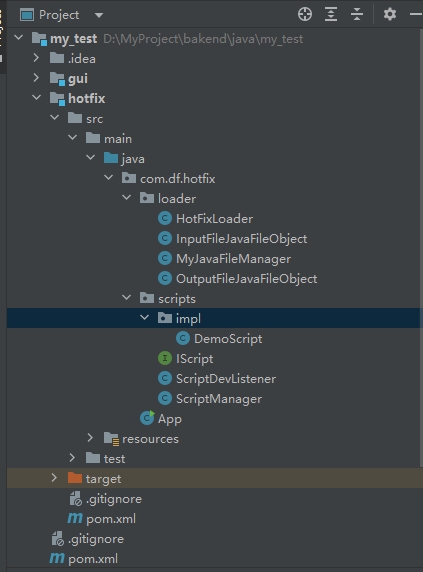 Project
my_test D:\MyProject\bakend\java\my_test
.idea
gui
hotfix
src
main
java
com.df.hotfix
loader
HotFixLoader
InputFileJavaFileObject
MyJavaFileManager
OutputFileJavaFileObject
scripts
impl
DemoScript
IScript
ScriptDevListener
ScriptManager
App
resources
test
target
.gitignore
pom.xml
.gitignore
pom.xml